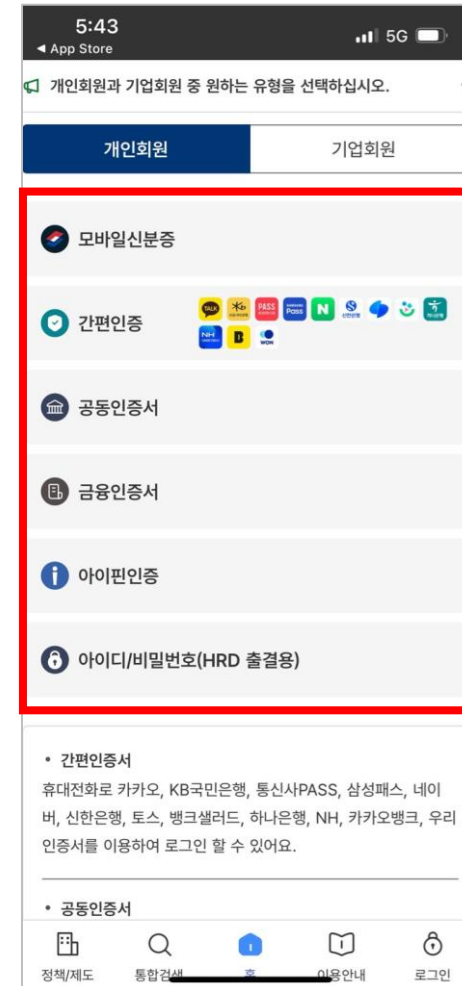 5:43
5G
◀ App Store
개인회원과 기업회원 중 원하는 유형을 선택하십시오.
개인회원
기업회원
모바일신분증
간편인증
TALK
PASS
Pass
N
NH
B
WON
공동인증서
금융인증서
아이핀인증
아이디/비밀번호(HRD 출결용)
• 간편인증서
휴대전화로 카카오, KB국민은행, 통신사PASS, 삼성패스, 네이
버, 신한은행, 토스, 뱅크샐러드, 하나은행, NH, 카카오뱅크, 우리
인증서를 이용하여 로그인 할 수 있어요.
• 공동인증서
정책/제도
통합검색
홈
이용안내
로그인